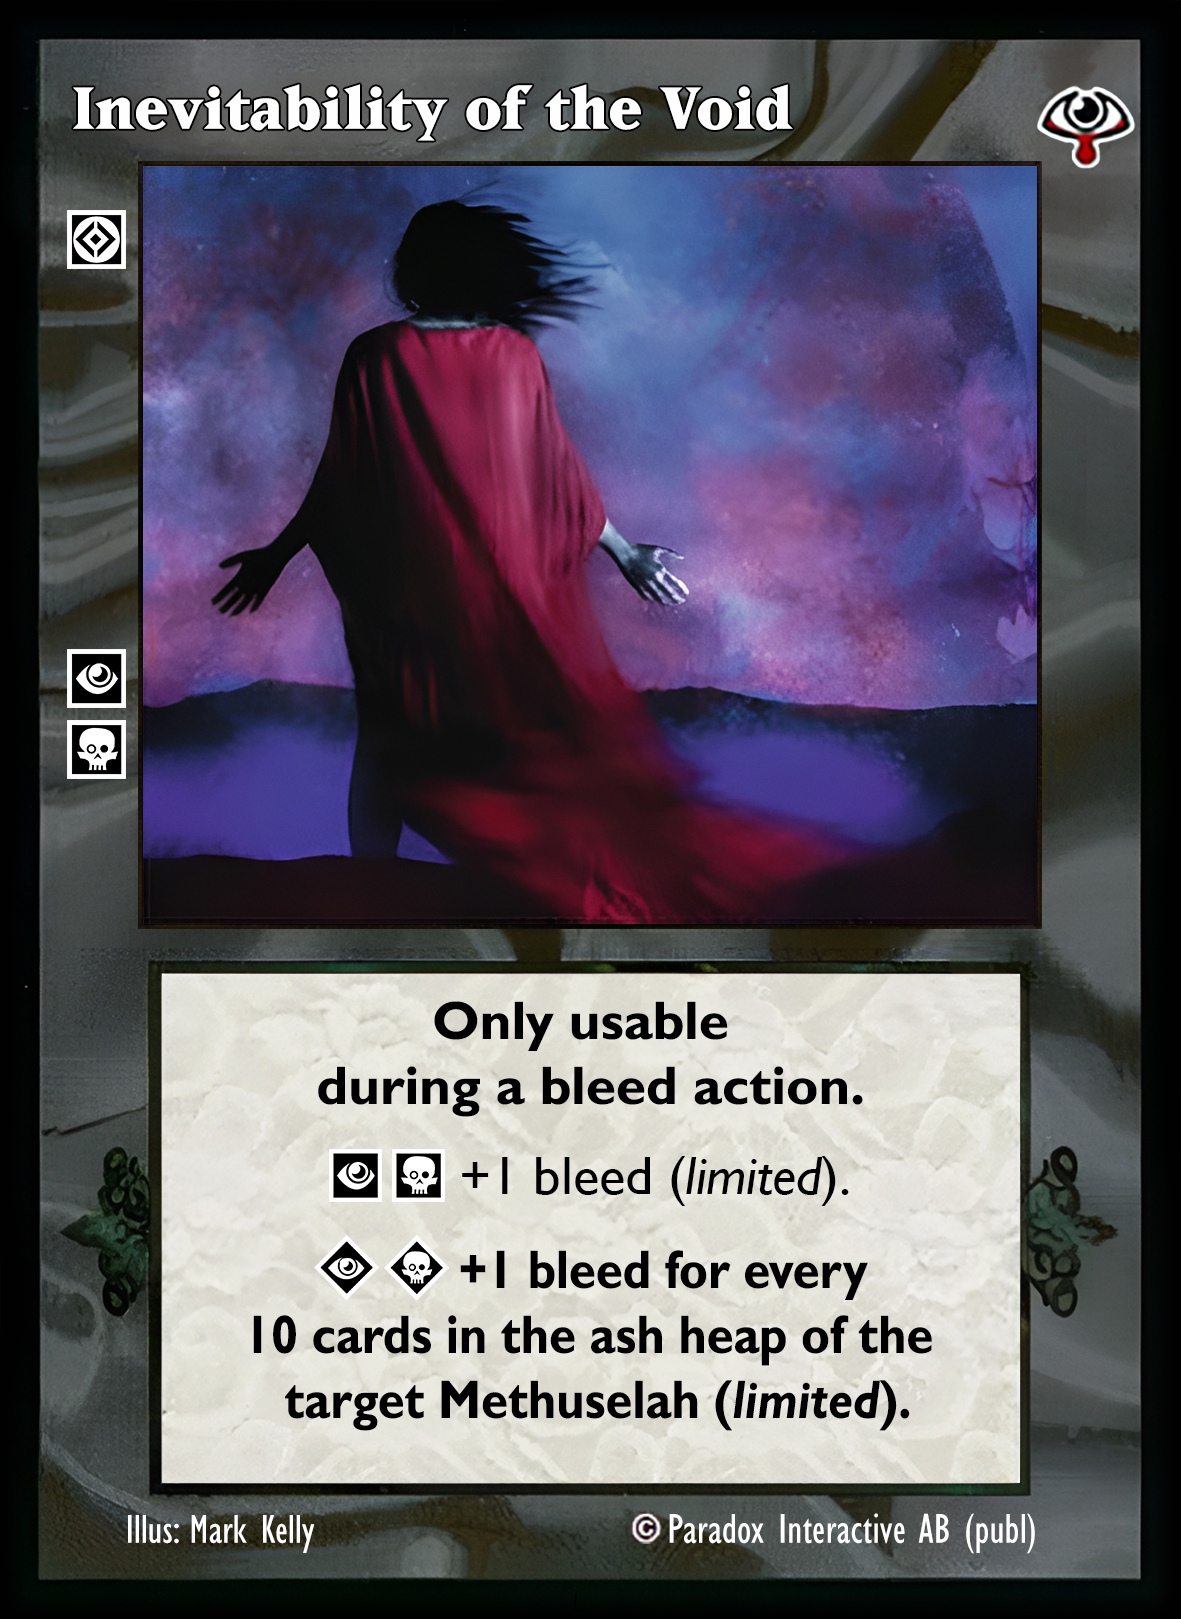 Inevitability of the Void
Only usable
during a bleed action.
+1 bleed (limited).
+1 bleed for every
10 cards in the ash heap of the
target Methuselah (limited).
Illus: Mark Kelly
© Paradox Interactive AB (publ)